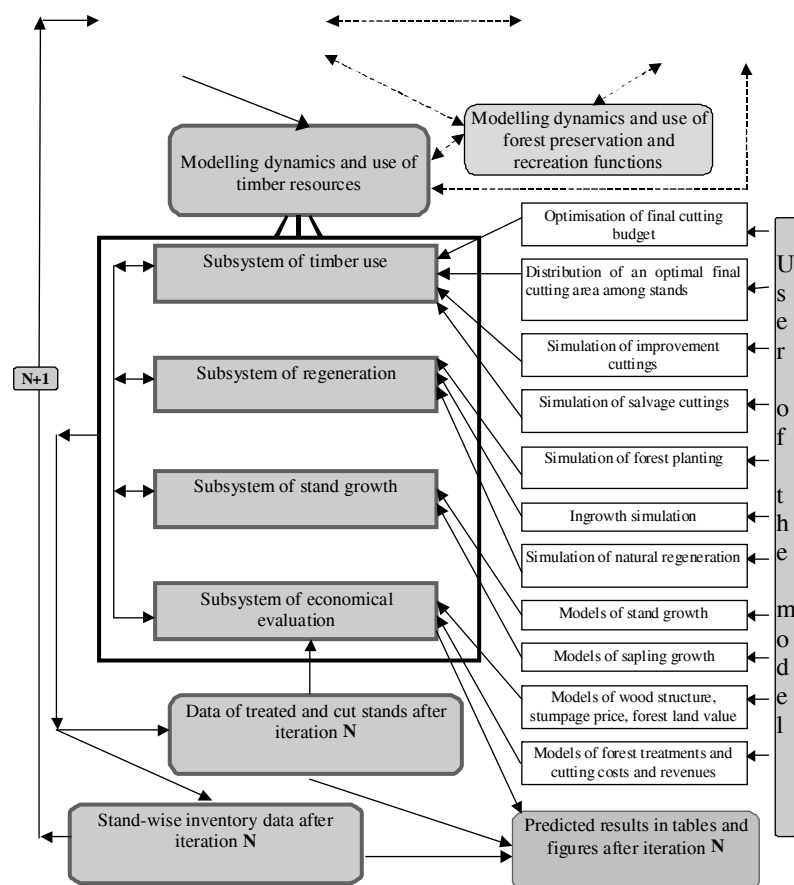 Modelling dynamics and use of
forest preservation and
recreation functions
Modelling dynamics and use of
timber resources
Optimisation of final cutting
budget
Subsystem of timber use
Distribution of an optimal final
cutting area among stands
Simulation of improvement
cuttings
Subsystem of regeneration
N+1
Simulation of salvage cuttings
Simulation of forest planting
Subsystem of stand growth
Ingrowth simulation
Simulation of natural regeneration
Subsystem of economical
evaluation
Models of stand growth
Models of sapling growth
Models of wood structure,
stumpage price, forest land value
Data of treated and cut stands after
iteration N
Models of forest treatments and
cutting costs and revenues
Stand-wise inventory data after
iteration N
Predicted results in tables and
figures after iteration N
User of the model